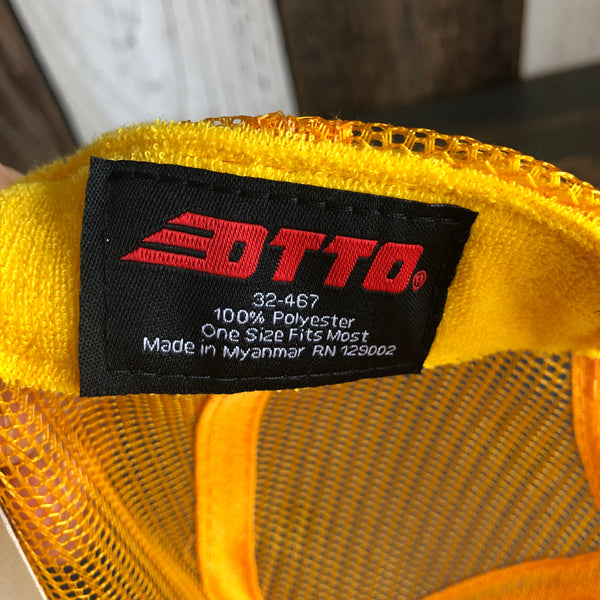 OTTO®
32-467
100% Polyester
One Size Fits Most
Made in Myanmar RN 129002